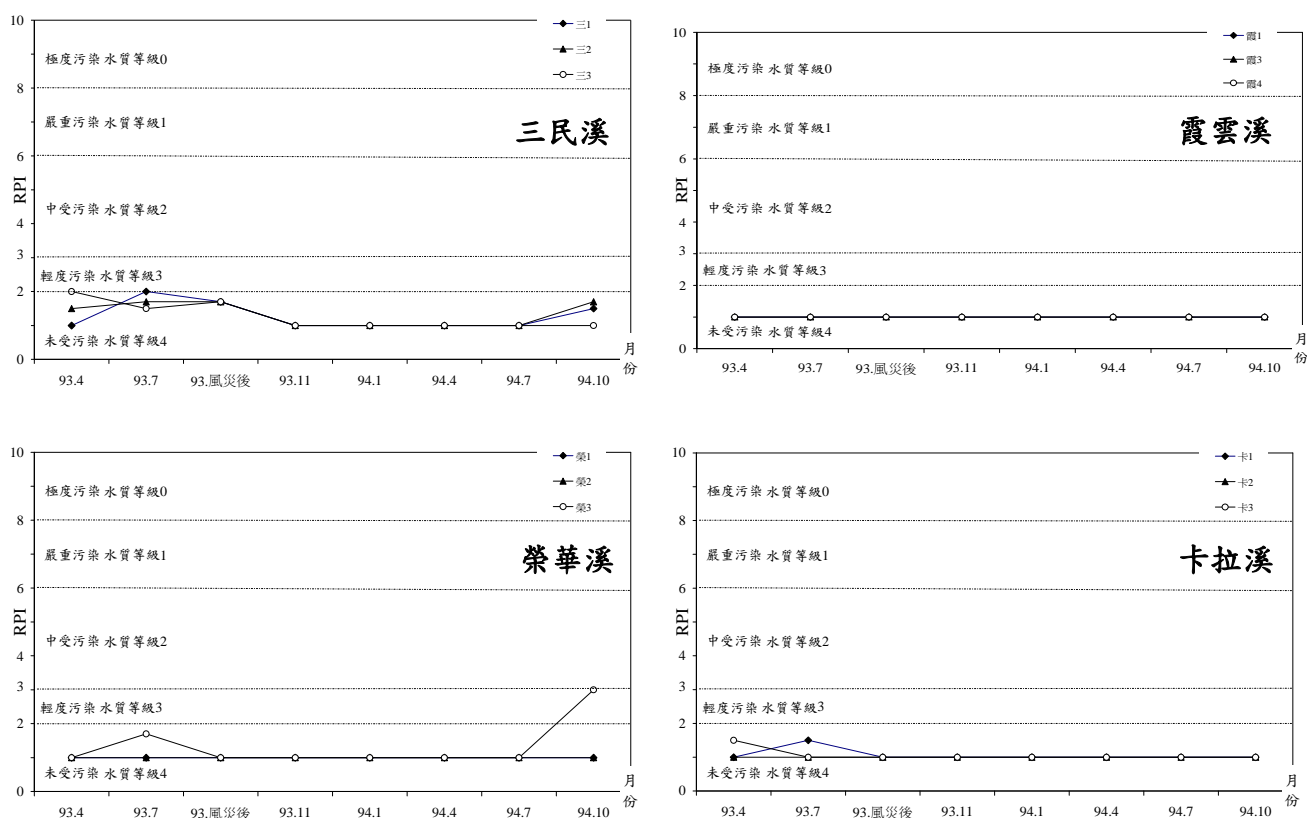 10
三1
三2
三3
極度污染 水質等級0
8
嚴重污染 水質等級1
三民溪
6
RPI
中受污染 水質等級2
4
3
輕度污染 水質等級3
2
未受污染 水質等級4
0
月份
93.4 93.7 93.風災後 93.11 94.1 94.4 94.7 94.10
10
霞1
霞3
霞4
極度污染 水質等級0
8
嚴重污染 水質等級1
霞雲溪
6
RPI
中受污染 水質等級2
4
3
輕度污染 水質等級3
2
未受污染 水質等級4
0
月份
93.4 93.7 93.風災後 93.11 94.1 94.4 94.7 94.10
10
榮1
榮2
榮3
極度污染 水質等級0
8
嚴重污染 水質等級1
榮華溪
6
RPI
中受污染 水質等級2
4
3
輕度污染 水質等級3
2
未受污染 水質等級4
0
月份
93.4 93.7 93.風災後 93.11 94.1 94.4 94.7 94.10
10
卡1
卡2
卡3
極度污染 水質等級0
8
嚴重污染 水質等級1
卡拉溪
6
RPI
中受污染 水質等級2
4
3
輕度污染 水質等級3
2
未受污染 水質等級4
0
月份
93.4 93.7 93.風災後 93.11 94.1 94.4 94.7 94.10